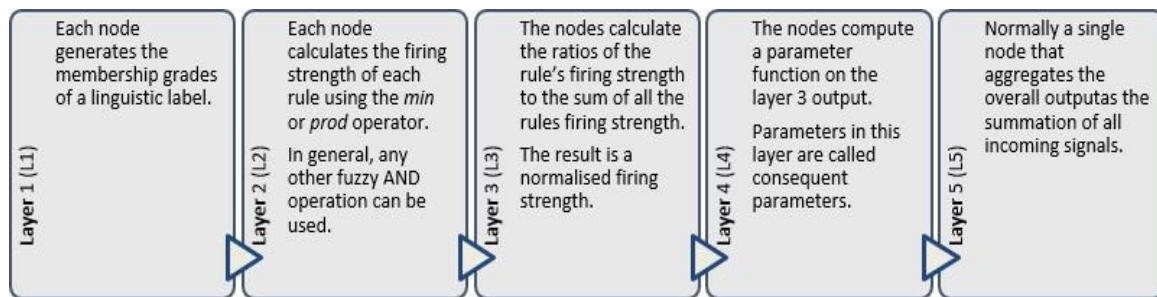 Layer 1 (L1)
Each node
generates the
membership grades
of a linguistic label.
Layer 2 (L2)
Each node
calculates the firing
strength of each
rule using the min
or prod operator.
In general, any
other fuzzy AND
operation can be
used.
Layer 3 (L3)
The nodes calculate
the ratios of the
rule’s firing strength
to the sum of all the
rules firing strength.
The result is a
normalised firing
strength.
Layer 4 (L4)
The nodes compute
a parameter
function on the
layer 3 output.
Parameters in this
layer are called
consequent
parameters.
Layer 5 (L5)
Normally a single
node that
aggregates the
overall outputas the
summation of all
incoming signals.